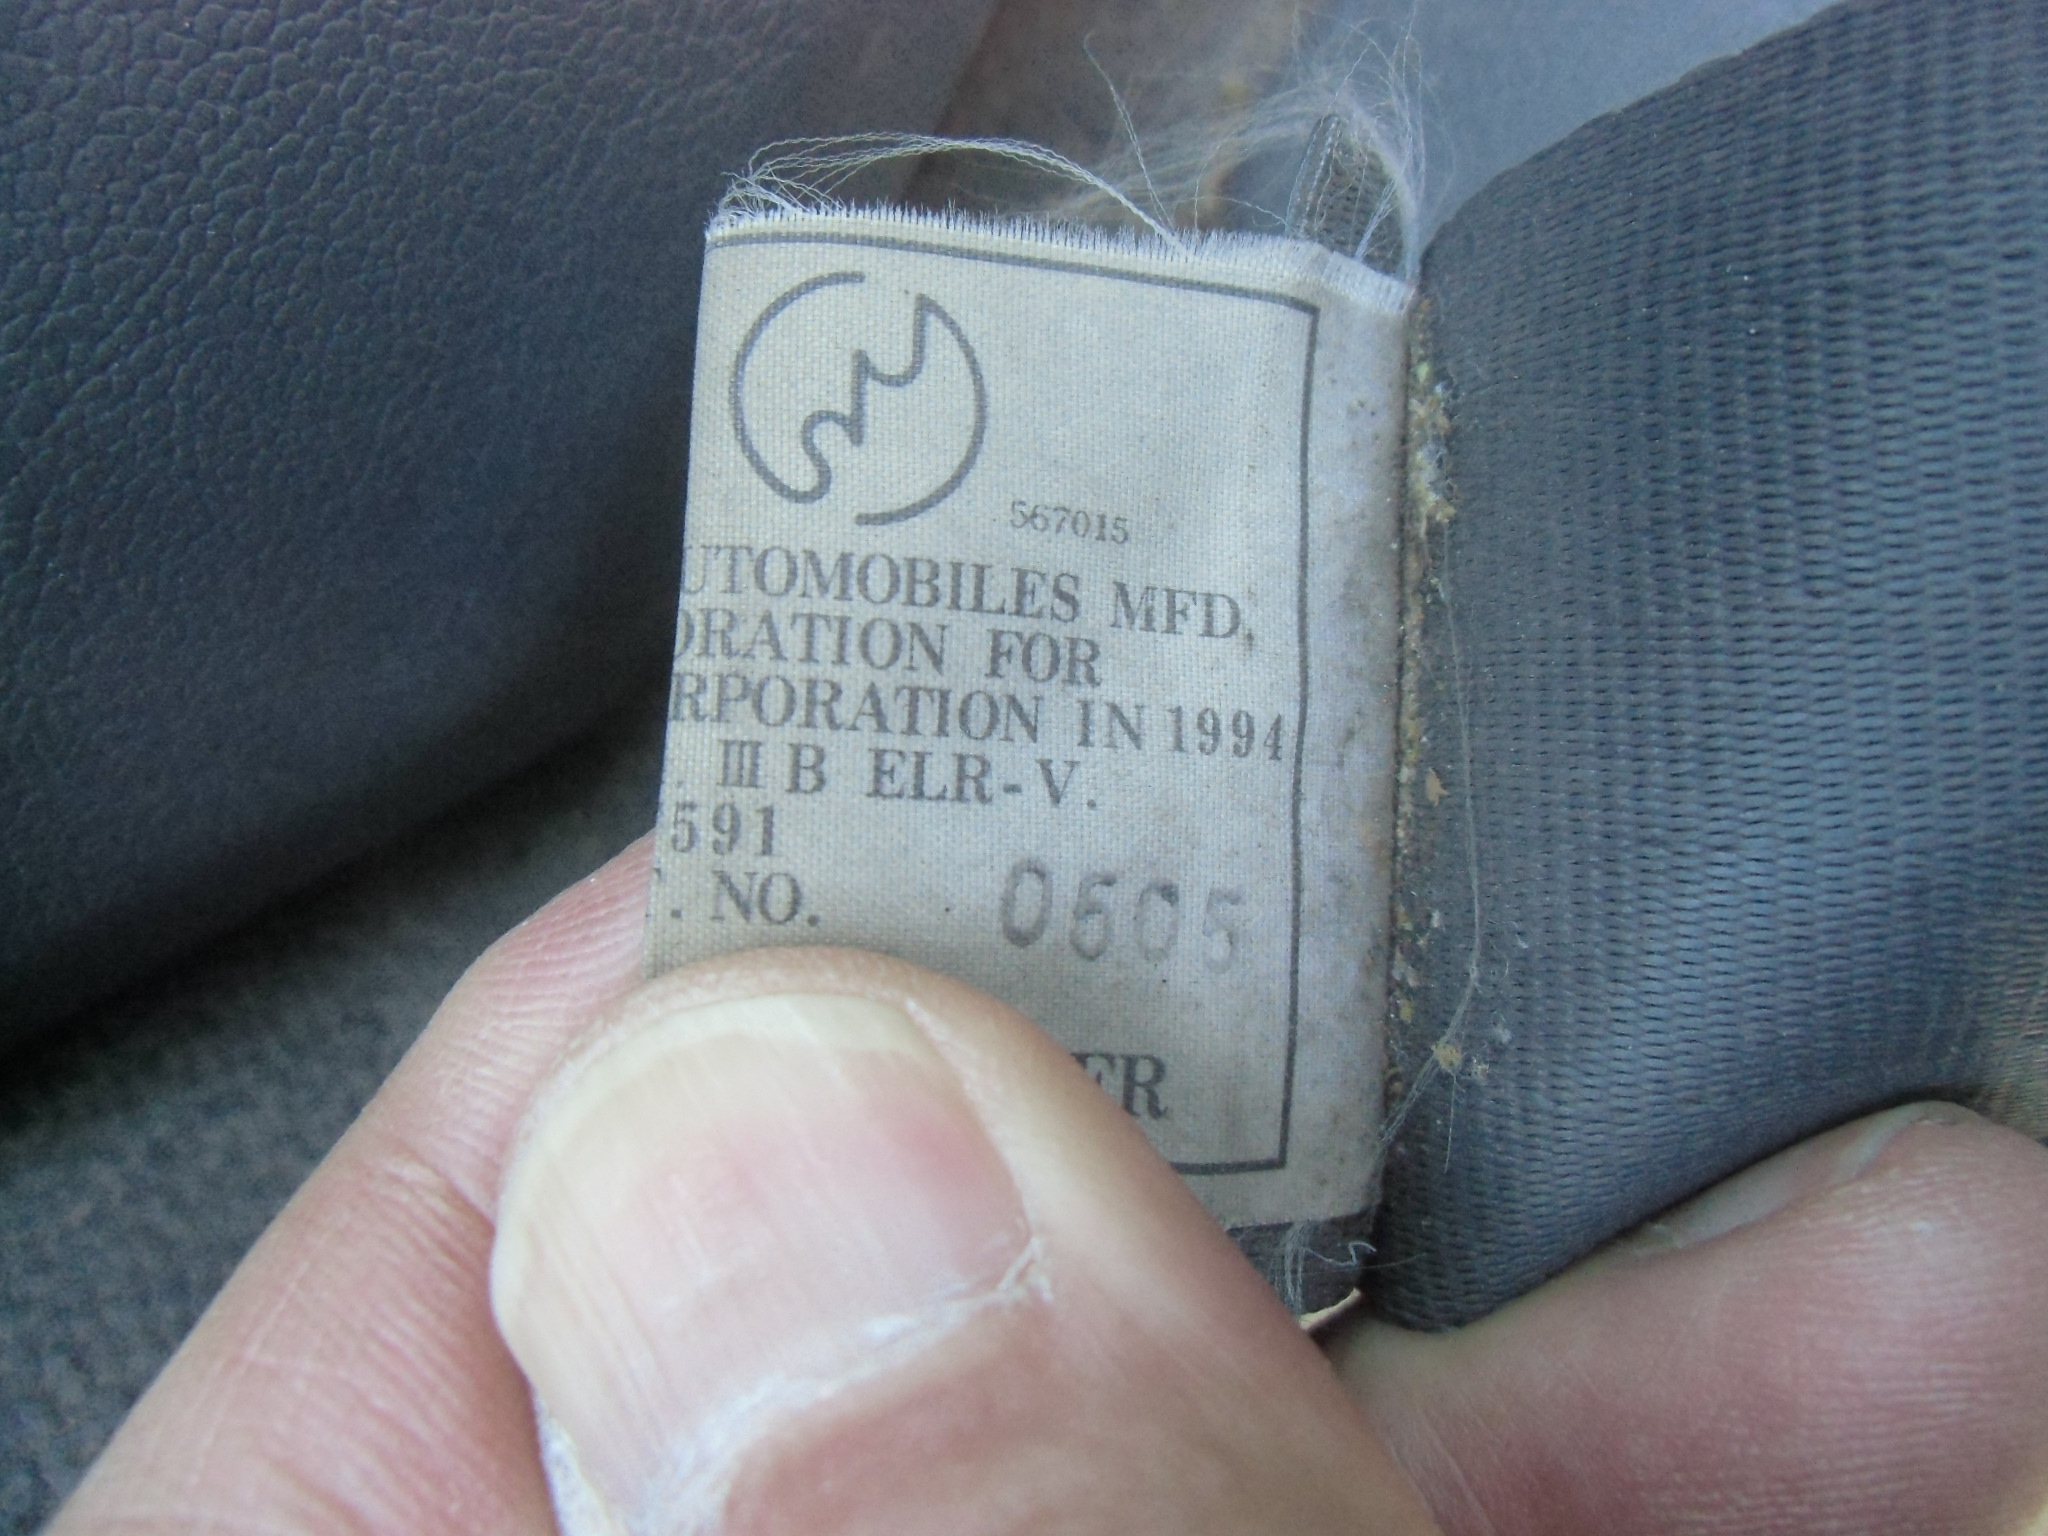 567015
UTOMOBILES MFD.
ORATION FOR
RPORATION IN 1994
. III B ELR-V.
591
. NO. 0605
ER